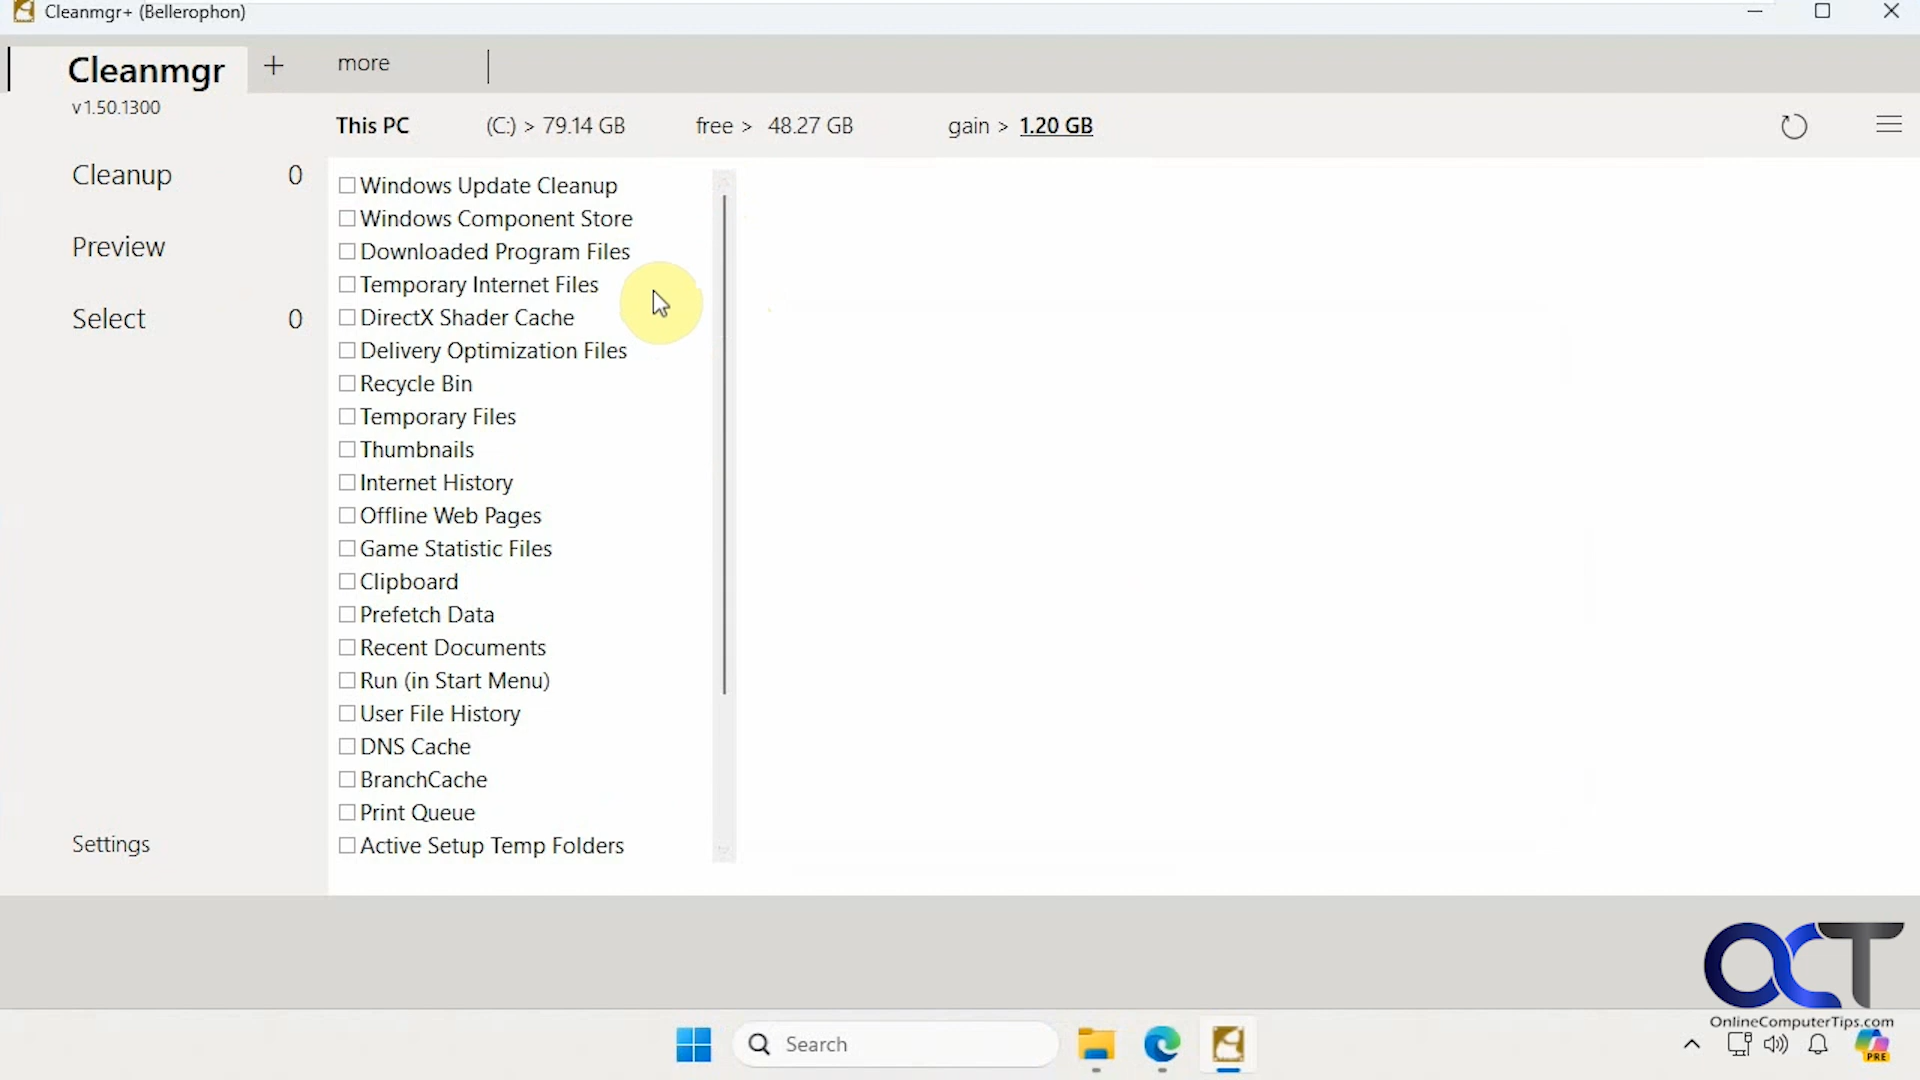 Cleanmgr+ (Bellerophon)
Cleanmgr
+
more
v1.50.1300
This PC (C:) > 79.14 GB free > 48.27 GB gain > 1.20 GB
Cleanup 0
Preview
Select 0
Settings
Windows Update Cleanup
Windows Component Store
Downloaded Program Files
Temporary Internet Files
DirectX Shader Cache
Delivery Optimization Files
Recycle Bin
Temporary Files
Thumbnails
Internet History
Offline Web Pages
Game Statistic Files
Clipboard
Prefetch Data
Recent Documents
Run (in Start Menu)
User File History
DNS Cache
BranchCache
Print Queue
Active Setup Temp Folders
OCT
OnlineComputerTips.com
Search
PRE